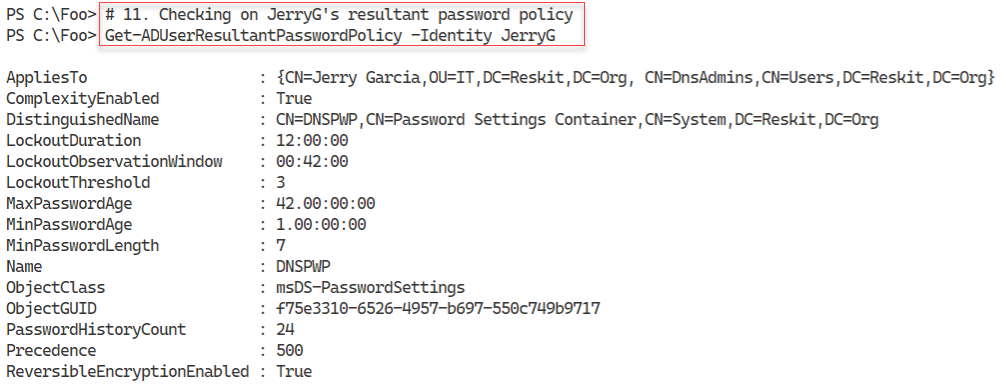 PS C:\Foo> # 11. Checking on JerryG's resultant password policy
PS C:\Foo> Get-ADUserResultantPasswordPolicy -Identity JerryG
AppliesTo : {CN=Jerry Garcia,OU=IT,DC=Reskit,DC=Org, CN=DnsAdmins,CN=Users,DC=Reskit,DC=Org}
ComplexityEnabled : True
DistinguishedName : CN=DNSPWP,CN=Password Settings Container,CN=System,DC=Reskit,DC=Org
LockoutDuration : 12:00:00
LockoutObservationWindow : 00:42:00
LockoutThreshold : 3
MaxPasswordAge : 42.00:00:00
MinPasswordAge : 1.00:00:00
MinPasswordLength : 7
Name : DNSPWP
ObjectClass : msDS-PasswordSettings
ObjectGUID : f75e3310-6526-4957-b697-550c749b9717
PasswordHistoryCount : 24
Precedence : 500
ReversibleEncryptionEnabled : True